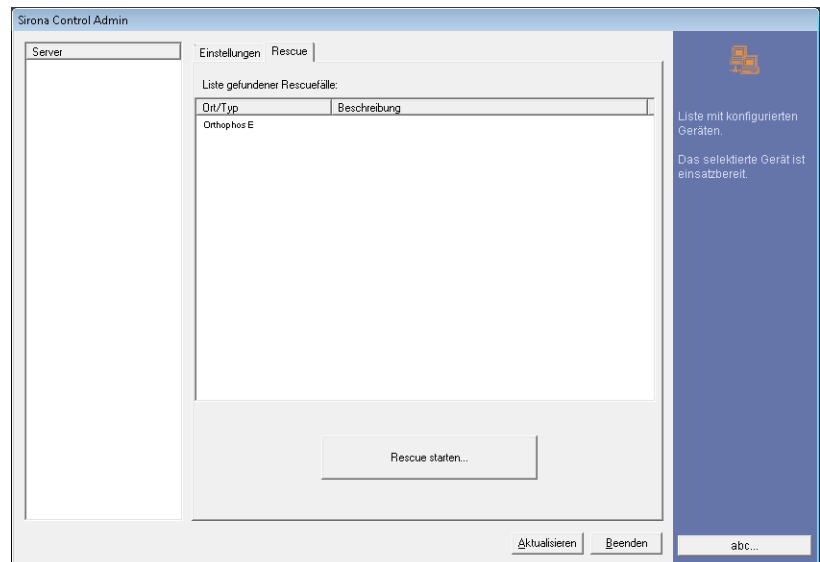 Sirona Control Admin
Server
Einstellungen Rescue
Liste gefundener Rescuefälle:
Ort/Typ Beschreibung
Orthophos E
Rescue starten...
Aktualisieren Beenden
Liste mit konfigurierten
Geräten.
Das selektierte Gerät ist
einsatzbereit.
abc...